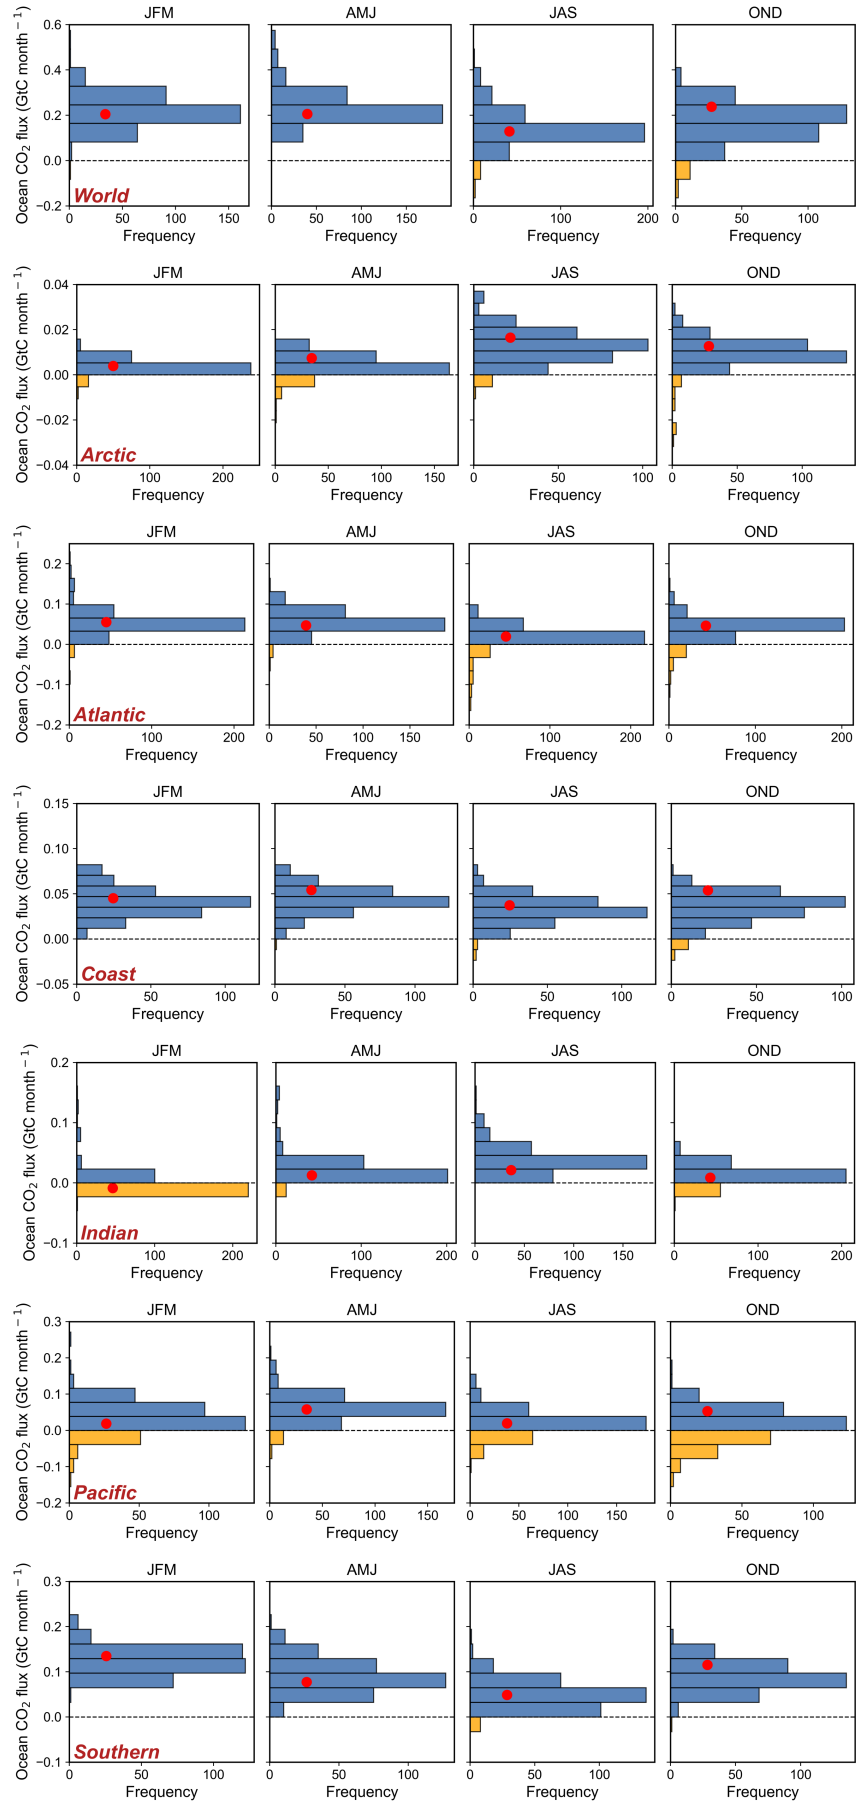 JFM AMJ JAS OND
Ocean CO₂ flux (GtC month⁻¹)
0.6
0.4
0.2
0.0
−0.2
World
0 50 100 150 0 50 100 150 0 100 200 0 50 100
Frequency Frequency Frequency Frequency
JFM AMJ JAS OND
Ocean CO₂ flux (GtC month⁻¹)
0.04
0.02
0.00
−0.02
−0.04
Arctic
0 100 200 0 50 100 150 0 50 100 0 50 100
Frequency Frequency Frequency Frequency
JFM AMJ JAS OND
Ocean CO₂ flux (GtC month⁻¹)
0.2
0.1
0.0
−0.1
−0.2
Atlantic
0 100 200 0 50 100 150 0 100 200 0 100 200
Frequency Frequency Frequency Frequency
JFM AMJ JAS OND
Ocean CO₂ flux (GtC month⁻¹)
0.15
0.10
0.05
0.00
−0.05
Coast
0 50 100 0 50 100 0 50 100 0 50 100
Frequency Frequency Frequency Frequency
JFM AMJ JAS OND
Ocean CO₂ flux (GtC month⁻¹)
0.2
0.1
0.0
−0.1
Indian
0 100 200 0 100 200 0 50 100 150 0 100 200
Frequency Frequency Frequency Frequency
JFM AMJ JAS OND
Ocean CO₂ flux (GtC month⁻¹)
0.3
0.2
0.1
0.0
−0.1
−0.2
Pacific
0 50 100 0 50 100 150 0 50 100 150 0 50 100
Frequency Frequency Frequency Frequency
JFM AMJ JAS OND
Ocean CO₂ flux (GtC month⁻¹)
0.3
0.2
0.1
0.0
−0.1
Southern
0 50 100 0 50 100 0 50 100 0 50 100
Frequency Frequency Frequency Frequency